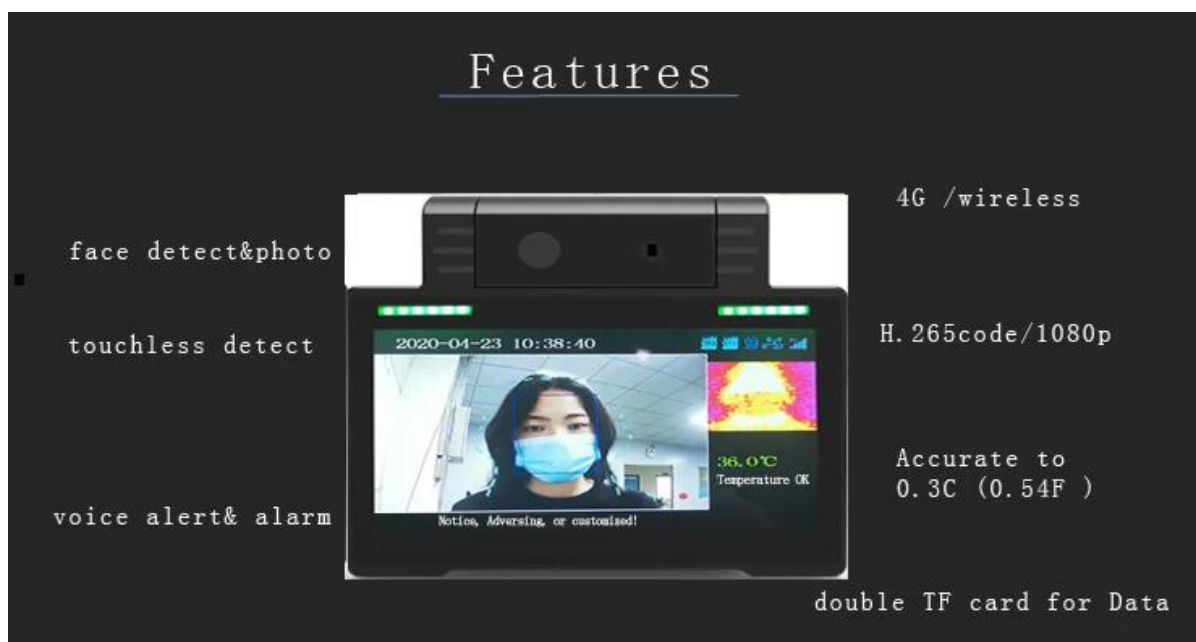 Features
4G /wireless
face detect&photo
touchless detect
H.265code/1080p
2020-04-23 10:38:40
36.0℃
Temperature OK
Accurate to
0.3C (0.54F )
voice alert& alarm
Notice, Adversing, or customized!
double TF card for Data